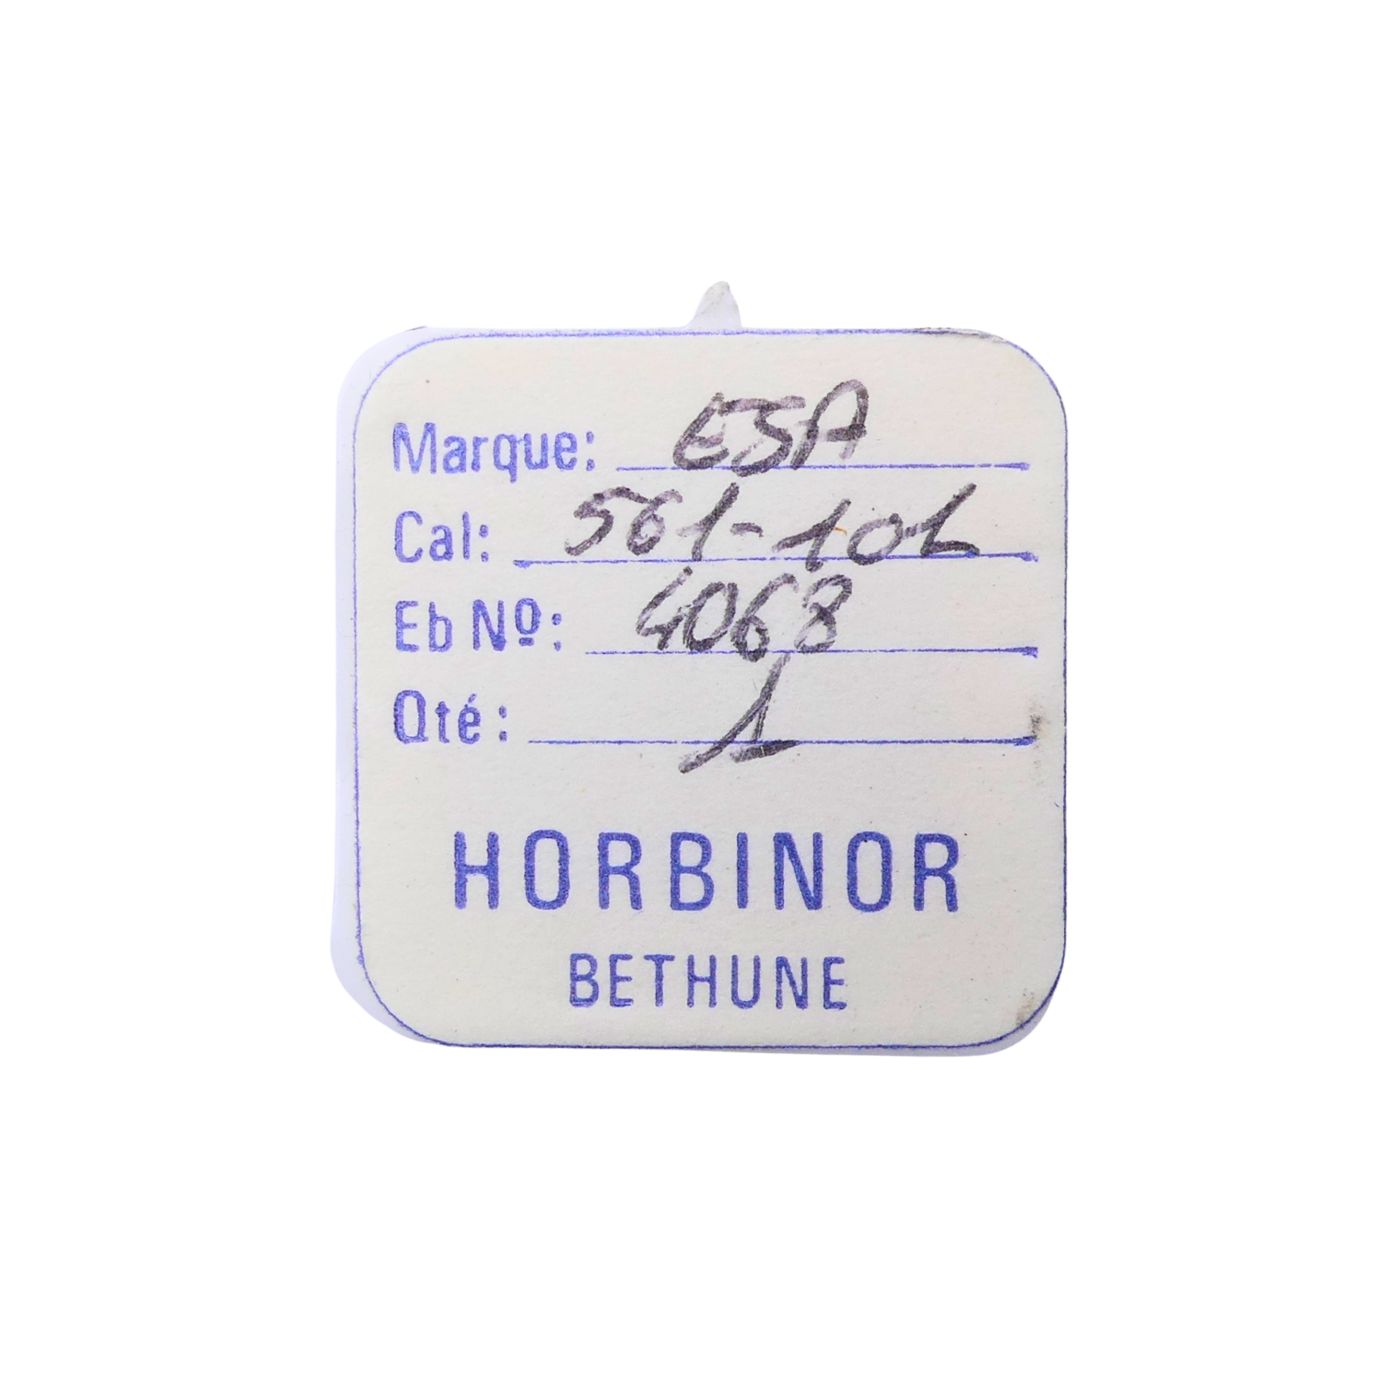 Marque: ESA
Cal: 561-101
Eb Nº: 4068
Qté: 1
HORBINOR
BETHUNE